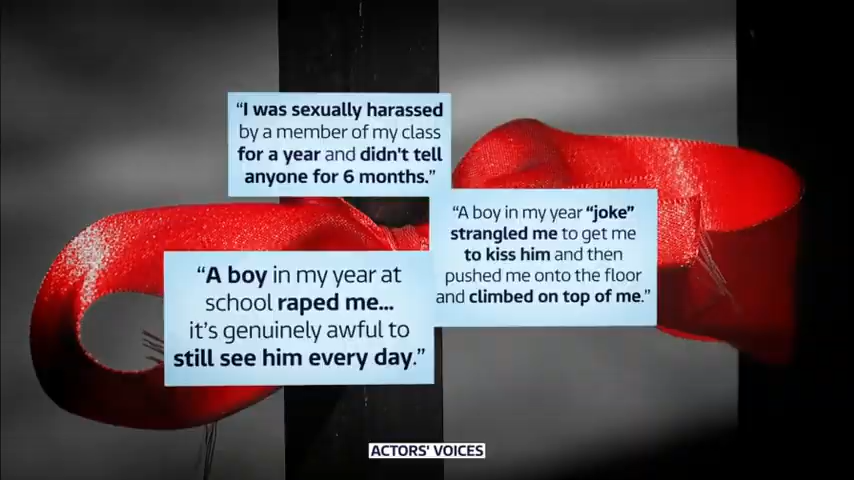 “I was sexually harassed
by a member of my class
for a year and didn't tell
anyone for 6 months.”
“A boy in my year “joke”
strangled me to get me
to kiss him and then
pushed me onto the floor
and climbed on top of me.”
“A boy in my year at
school raped me...
it’s genuinely awful to
still see him every day.”
ACTORS' VOICES